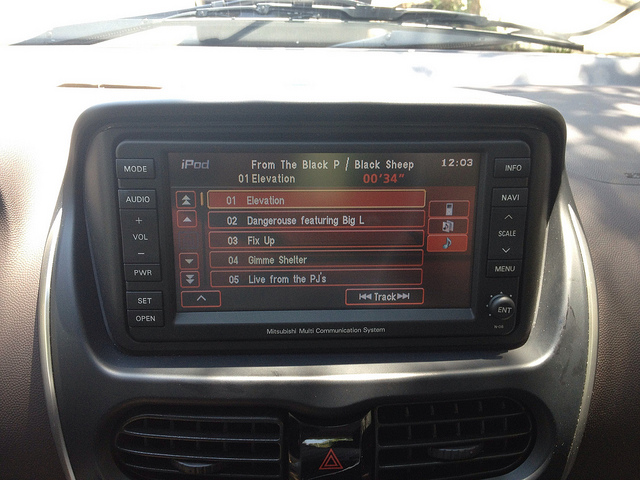 MODE
AUDIO
+
VOL
−
PWR
SET
OPEN
iPod
From The Black P / Black Sheep
12:03
01 Elevation
00'34"
01 Elevation
02 Dangerouse featuring Big L
03 Fix Up
04 Gimme Shelter
05 Live from the PJ's
Track
INFO
NAVI
SCALE
MENU
ENT
Mitsubishi Multi Communication System